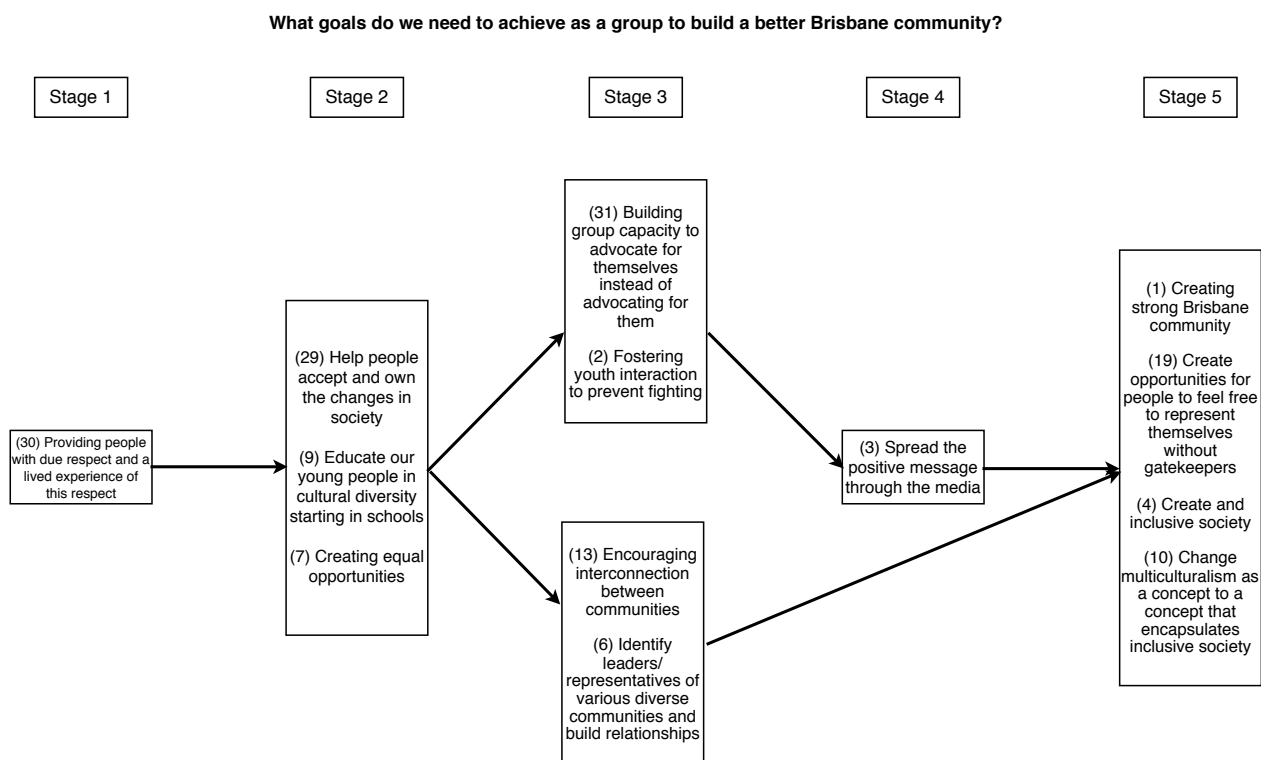 What goals do we need to achieve as a group to build a better Brisbane community?
Stage 1
Stage 2
Stage 3
Stage 4
Stage 5
(30) Providing people
with due respect and a
lived experience of
this respect
(29) Help people
accept and own
the changes in
society
(9) Educate our
young people in
cultural diversity
starting in schools
(7) Creating equal
opportunities
(31) Building
group capacity to
advocate for
themselves
instead of
advocating for
them
(2) Fostering
youth interaction
to prevent fighting
(13) Encouraging
interconnection
between
communities
(6) Identify
leaders/
representatives of
various diverse
communities and
build relationships
(3) Spread the
positive message
through the media
(1) Creating
strong Brisbane
community
(19) Create
opportunities for
people to feel free
to represent
themselves
without
gatekeepers
(4) Create and
inclusive society
(10) Change
multiculturalism as
a concept to a
concept that
encapsulates
inclusive society